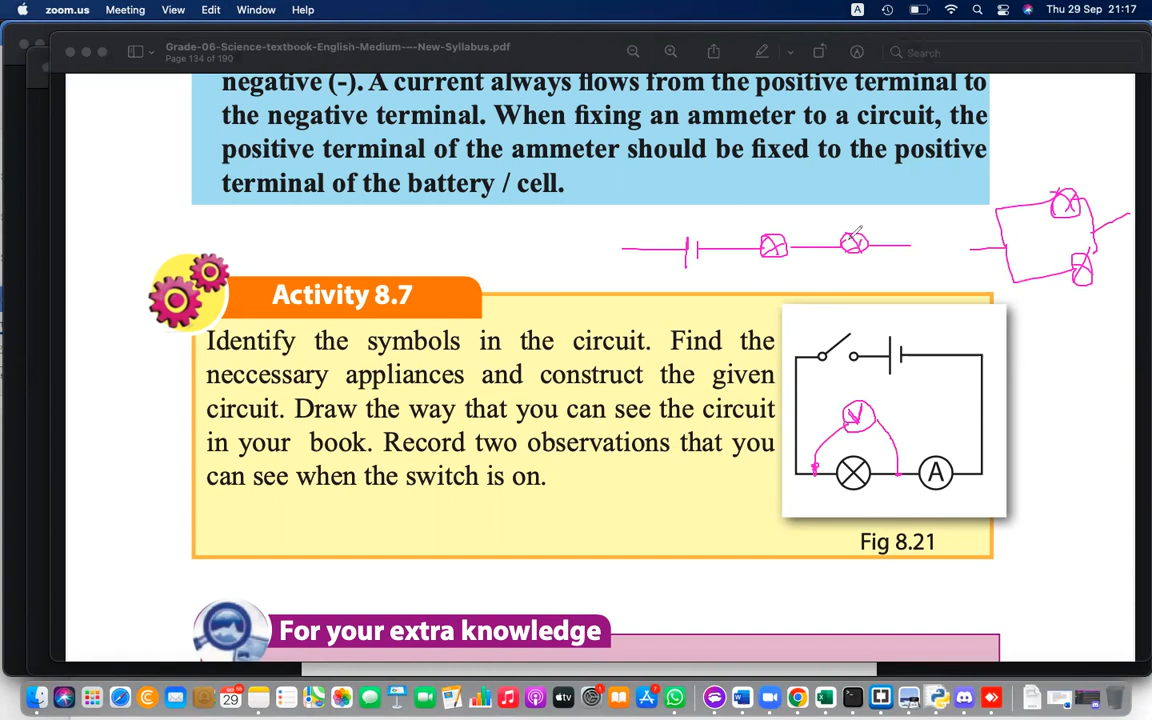 zoom.us Meeting View Edit Window Help A Thu 29 Sep 21:17
Grade-06-Science-textbook-English-Medium----New-Syllabus.pdf
Page 134 of 190
Search
negative (-). A current always flows from the positive terminal to
the negative terminal. When fixing an ammeter to a circuit, the
positive terminal of the ammeter should be fixed to the positive
terminal of the battery / cell.
Activity 8.7
Identify the symbols in the circuit. Find the
neccessary appliances and construct the given
circuit. Draw the way that you can see the circuit
in your book. Record two observations that you
can see when the switch is on.
V
A
Fig 8.21
For your extra knowledge